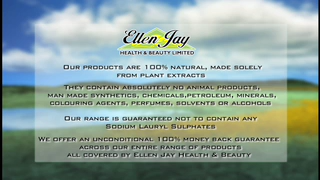 Ellen Jay
HEALTH & BEAUTY LIMITED
OUR PRODUCTS ARE 100% NATURAL, MADE SOLELY
FROM PLANT EXTRACTS
THEY CONTAIN ABSOLUTELY NO ANIMAL PRODUCTS,
MAN MADE SYNTHETICS, CHEMICALS,PETROLEUM, MINERALS,
COLOURING AGENTS, PERFUMES, SOLVENTS OR ALCOHOLS
OUR RANGE IS GUARANTEED NOT TO CONTAIN ANY
SODIUM LAURYL SULPHATES
WE OFFER AN UNCONDITIONAL 100% MONEY BACK GUARANTEE
ACROSS OUR ENTIRE RANGE OF PRODUCTS
ALL COVERED BY ELLEN JAY HEALTH & BEAUTY